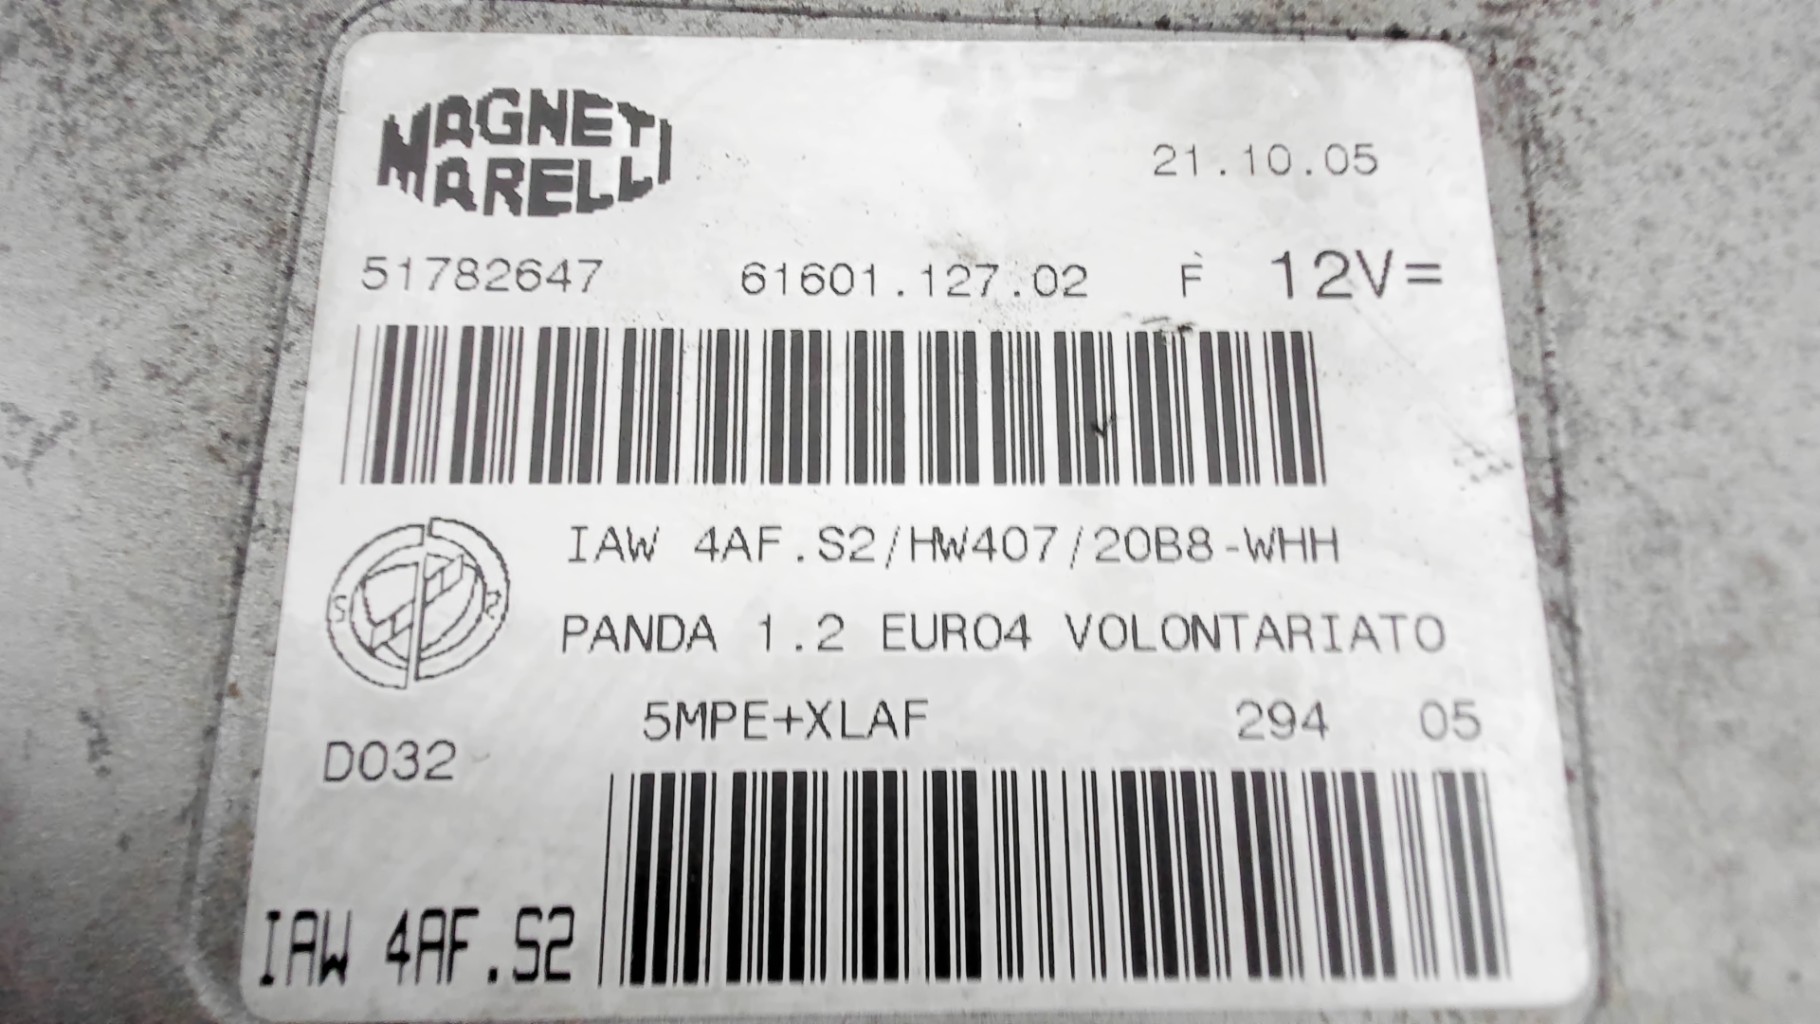 MAGNETI
MARELLI
21.10.05
51782647 61601.127.02 F 12V=
IAW 4AF.S2/HW407/20B8-WHH
S R
PANDA 1.2 EURO4 VOLONTARIATO
5MPE+XLAF 294 05
D032
IAW 4AF.S2